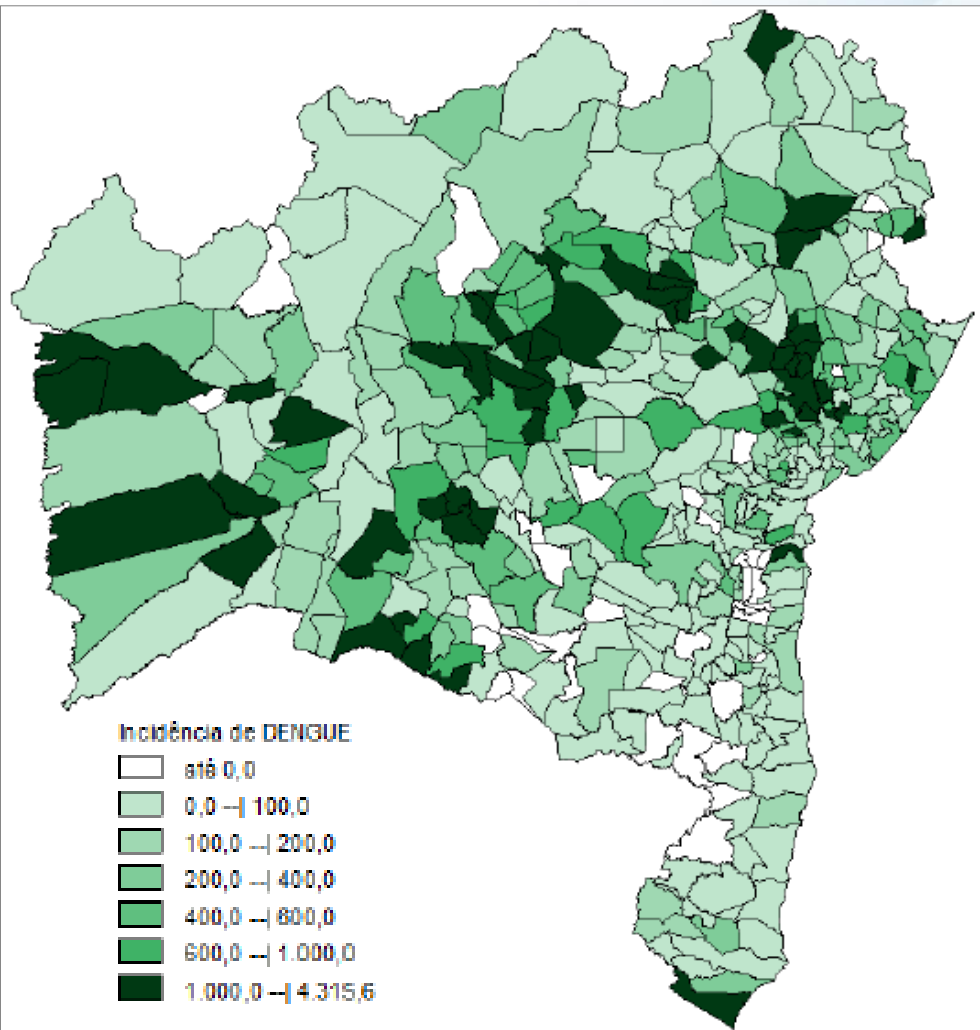 Incidência de DENGUE
até 0,0
0,0 --| 100,0
100,0 --| 200,0
200,0 --| 400,0
400,0 --| 600,0
600,0 --| 1.000,0
1.000,0 --| 4.315,6